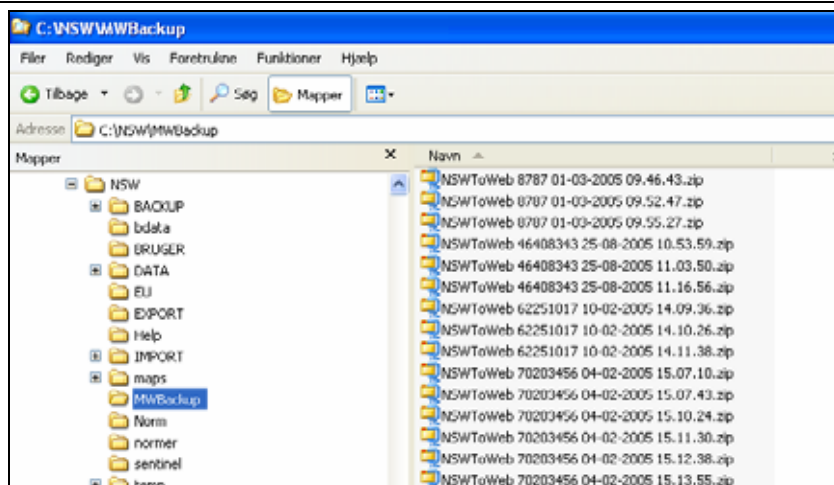 C:\NSW\MWBackup
Filer Rediger Vis Foretrukne Funktioner Hjælp
Tilbage Søg Mapper
Adresse C:\NSW\MWBackup
Mapper Navn
NSW
BACKUP
bdata
BRUGER
DATA
EU
EXPORT
Help
IMPORT
maps
MWBackup
Norm
normer
sentinel
temp
NSWToWeb 8787 01-03-2005 09.46.43.zip
NSWToWeb 8787 01-03-2005 09.52.47.zip
NSWToWeb 8787 01-03-2005 09.55.27.zip
NSWToWeb 46408343 25-08-2005 10.53.59.zip
NSWToWeb 46408343 25-08-2005 11.03.50.zip
NSWToWeb 46408343 25-08-2005 11.16.56.zip
NSWToWeb 62251017 10-02-2005 14.09.36.zip
NSWToWeb 62251017 10-02-2005 14.10.26.zip
NSWToWeb 62251017 10-02-2005 14.11.38.zip
NSWToWeb 70203456 04-02-2005 15.07.10.zip
NSWToWeb 70203456 04-02-2005 15.07.43.zip
NSWToWeb 70203456 04-02-2005 15.10.24.zip
NSWToWeb 70203456 04-02-2005 15.11.30.zip
NSWToWeb 70203456 04-02-2005 15.12.38.zip
NSWToWeb 70203456 04-02-2005 15.13.55.zip